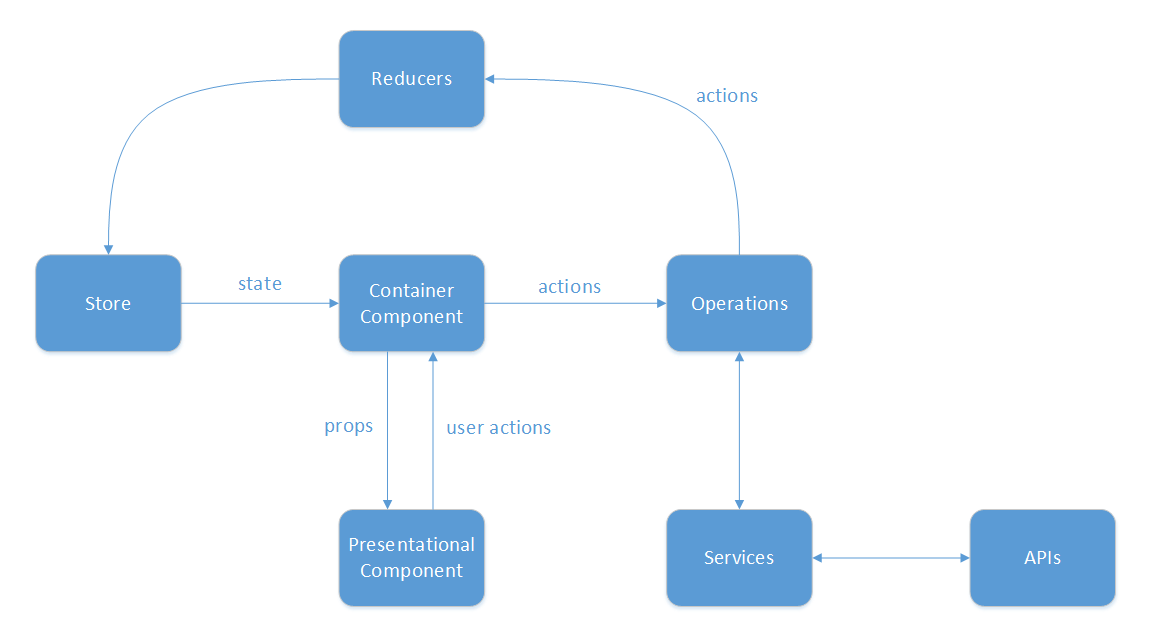 Reducers
actions
Store
state
Container
Component
actions
Operations
props
user actions
Presentational
Component
Services
APIs